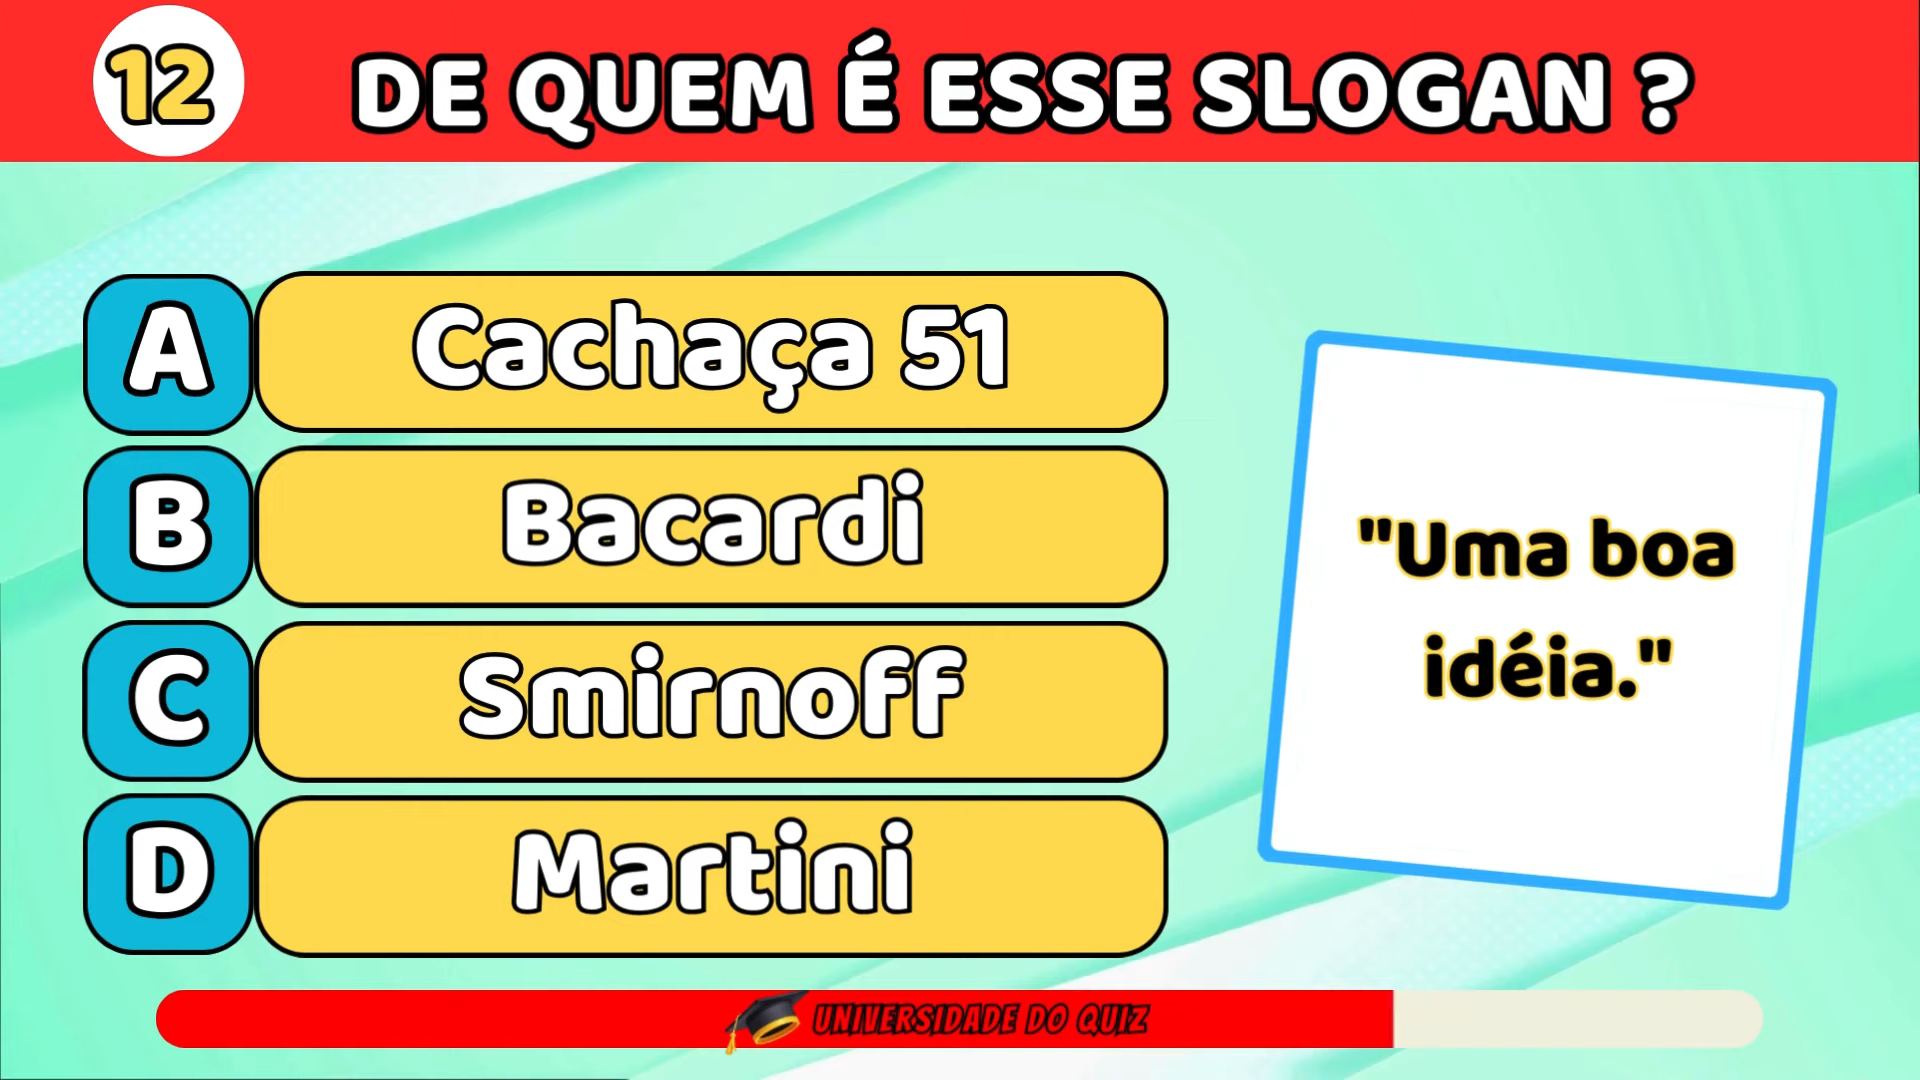 12
DE QUEM É ESSE SLOGAN ?
A
Cachaça 51
B
Bacardi
C
Smirnoff
D
Martini
"Uma boa
idéia."
UNIVERSIDADE DO QUIZ